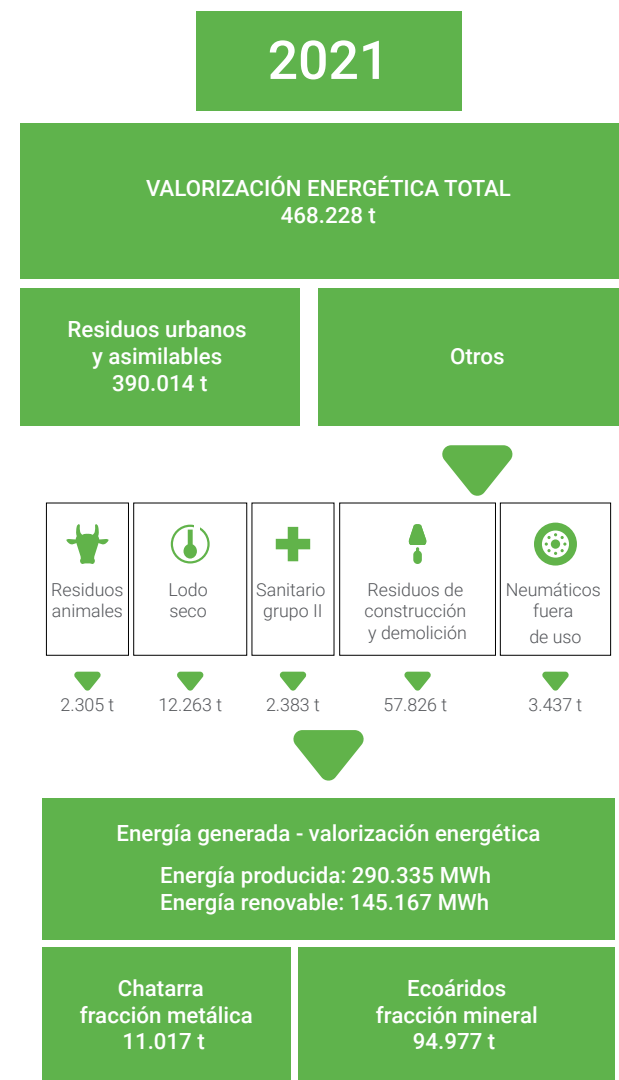 2021
VALORIZACIÓN ENERGÉTICA TOTAL
468.228 t
Residuos urbanos
y asimilables
390.014 t
Otros
Residuos
animales
Lodo
seco
Sanitario
grupo II
Residuos de
construcción
y demolición
Neumáticos
fuera
de uso
2.305 t
12.263 t
2.383 t
57.826 t
3.437 t
Energía generada - valorización energética
Energía producida: 290.335 MWh
Energía renovable: 145.167 MWh
Chatarra
fracción metálica
11.017 t
Ecoáridos
fracción mineral
94.977 t